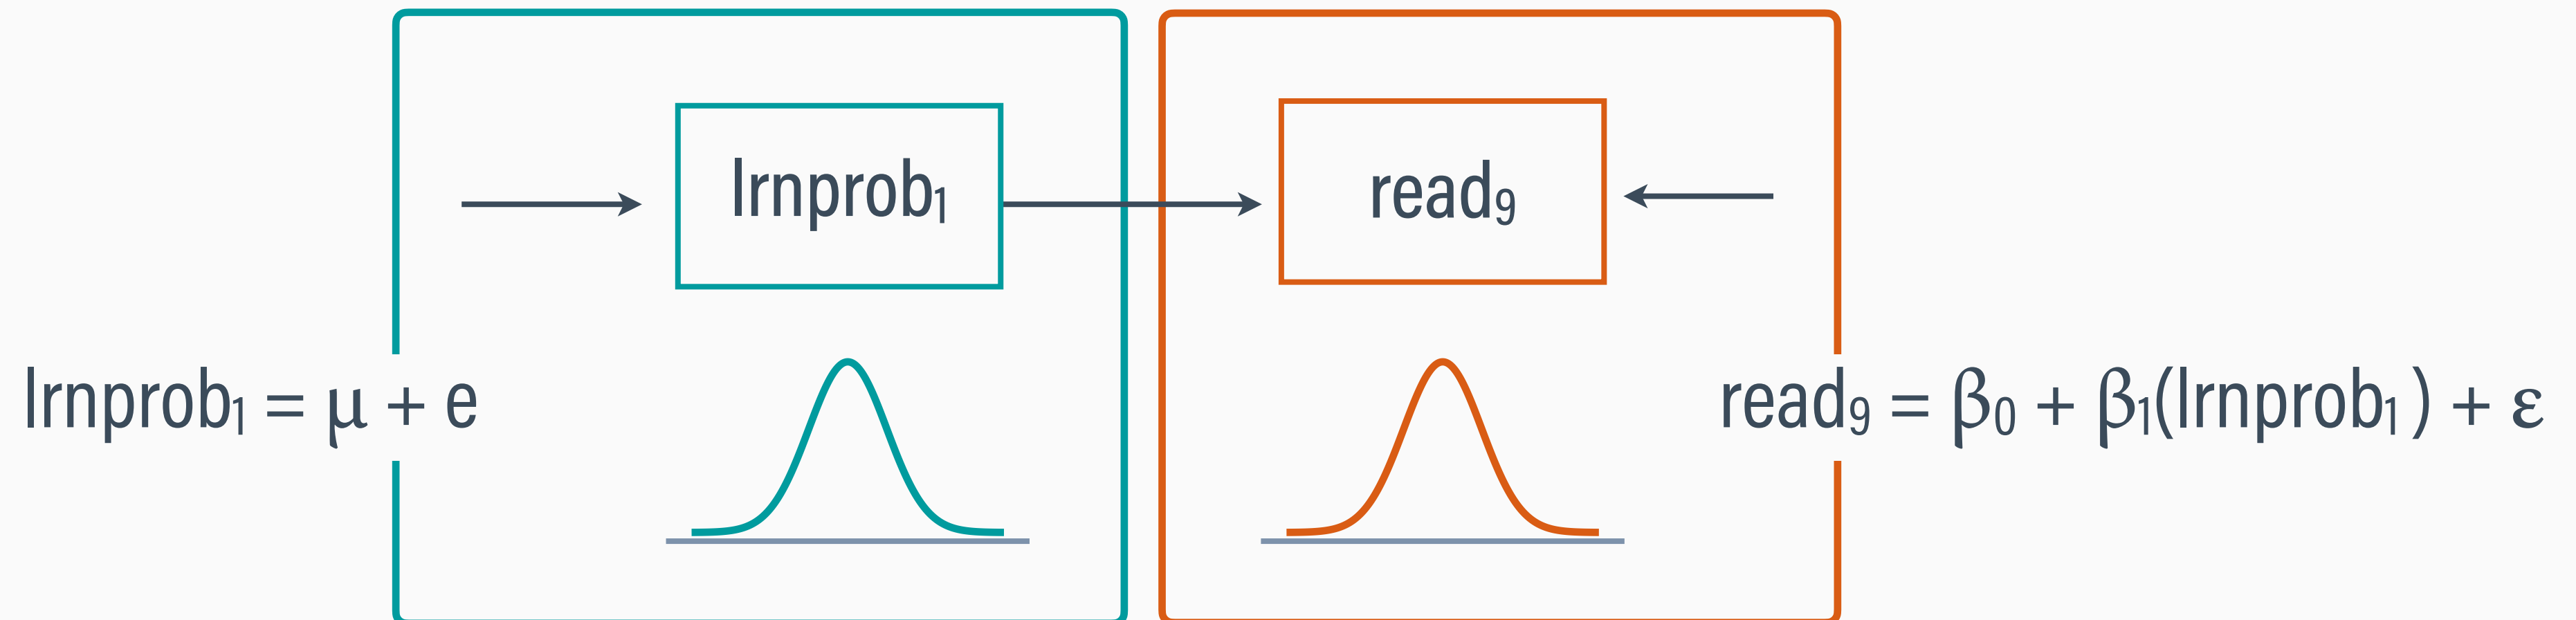 lrnprob₁
read₉
lrnprob₁ = μ + e
read₉ = β₀ + β₁(lrnprob₁ ) + ε